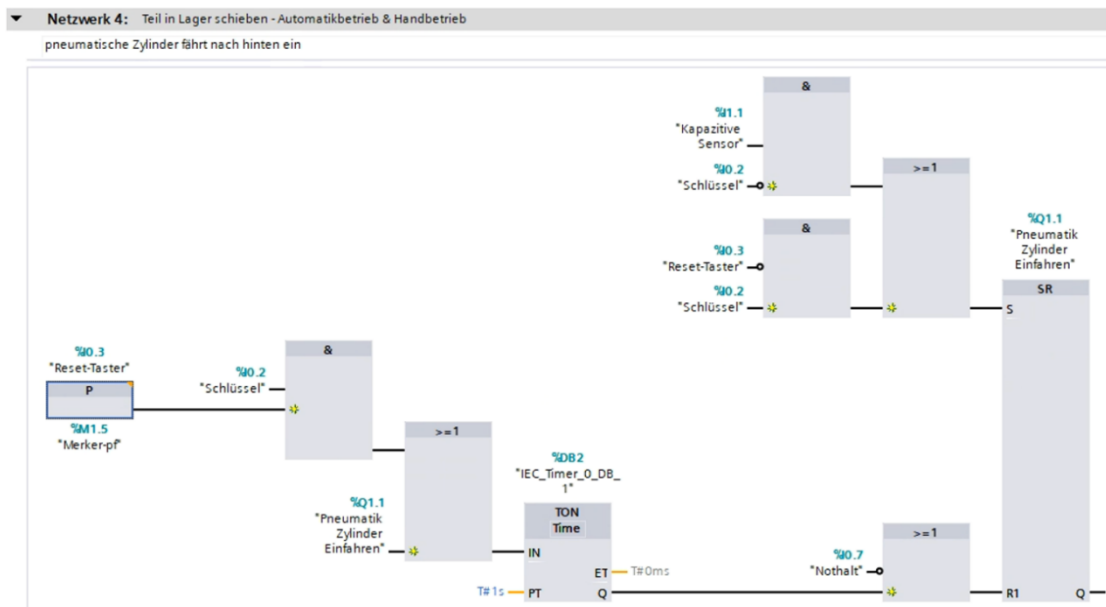 Netzwerk 4: Teil in Lager schieben - Automatikbetrieb & Handbetrieb
pneumatische Zylinder fährt nach hinten ein
&
%I1.1
"Kapazitive
Sensor"
%I0.2
"Schlüssel"
>=1
&
%I0.3
"Reset-Taster"
%I0.2
"Schlüssel"
%Q1.1
"Pneumatik
Zylinder
Einfahren"
SR
S
%I0.3
"Reset-Taster"
P
%M1.5
"Merker-pf"
&
%I0.2
"Schlüssel"
>=1
%Q1.1
"Pneumatik
Zylinder
Einfahren"
%DB2
"IEC_Timer_0_DB_
1"
TON
Time
IN
ET T#0ms
T#1s PT Q
>=1
%I0.7
"Nothalt"
R1 Q